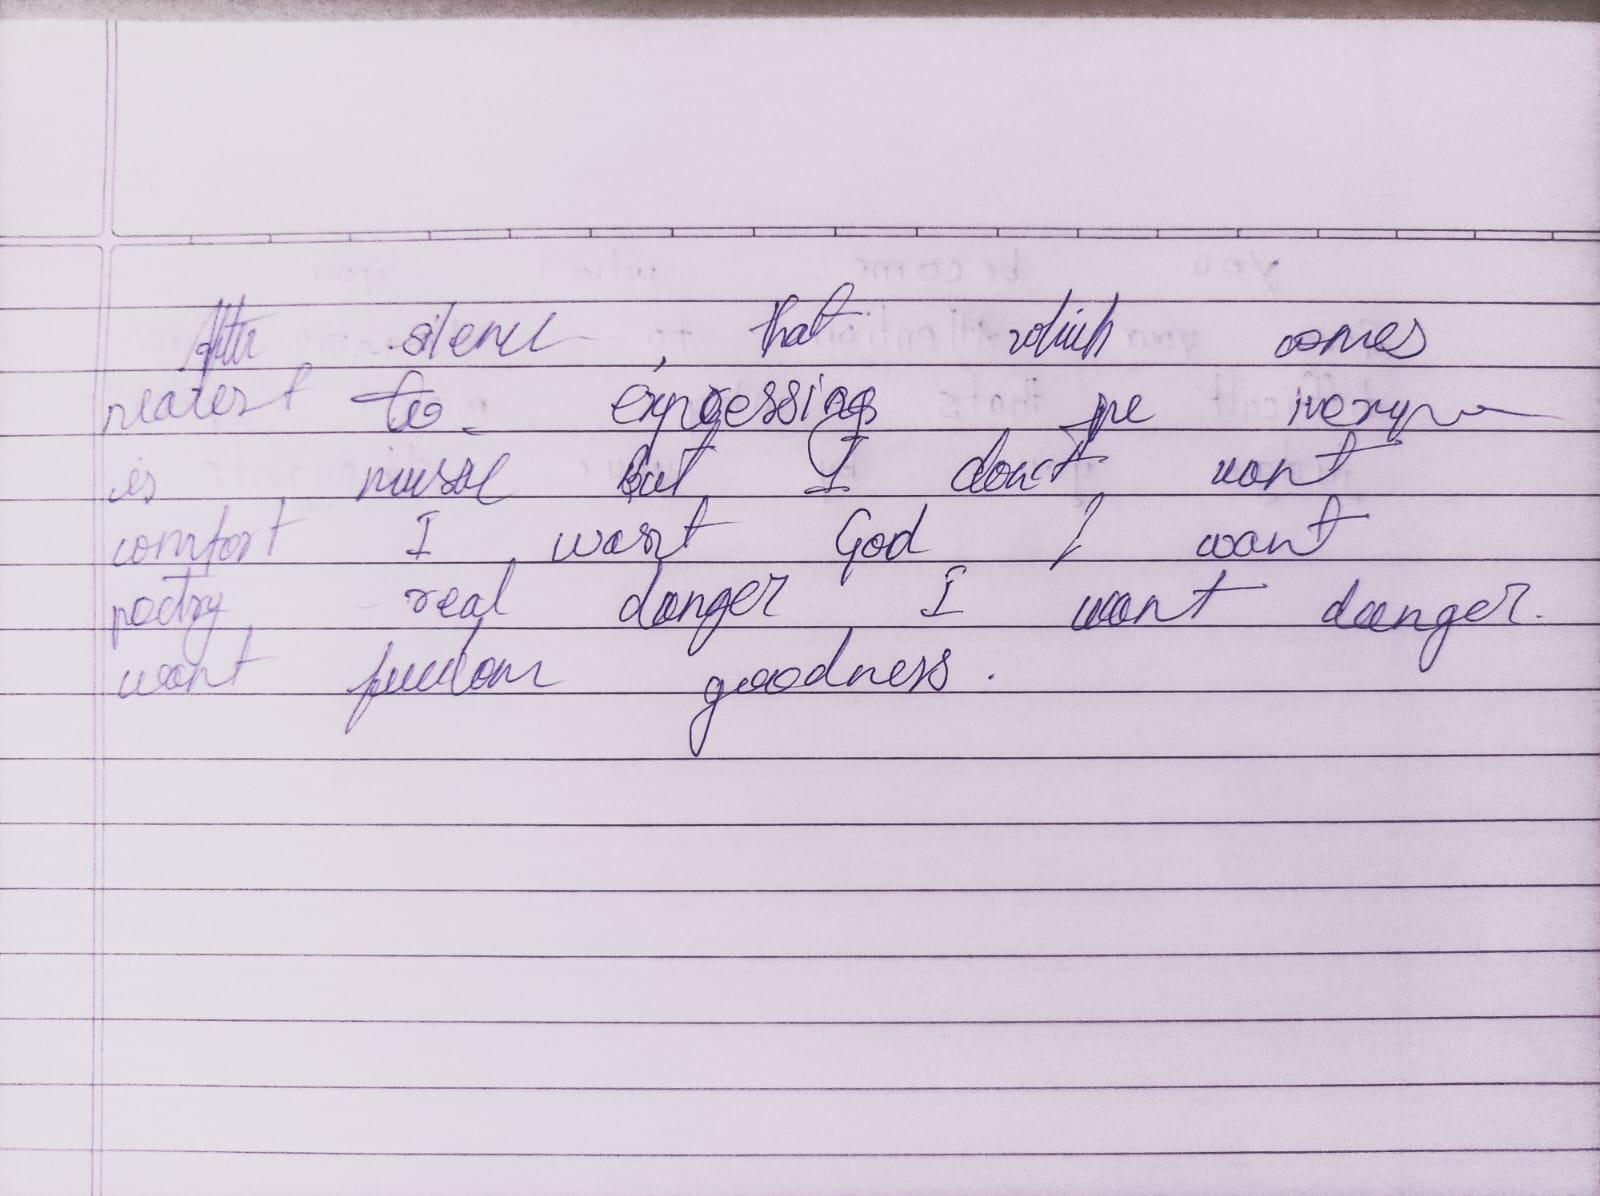 After silence, that which comes
nearest to expressing the
is music but I don't want
comfort I want God I want
poetry real danger I want danger.
want freedom goodness.